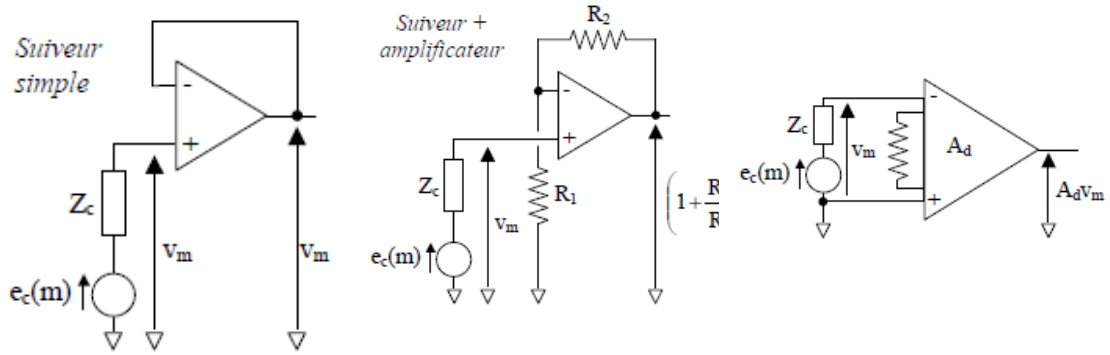 Suiveur
simple
-
+
Zc
ec(m)
vm
vm
Suiveur +
amplificateur
R2
-
+
Zc
R1
vm
ec(m)
(1+R
R
-
Zc
vm
Ad
ec(m)
+
Advm